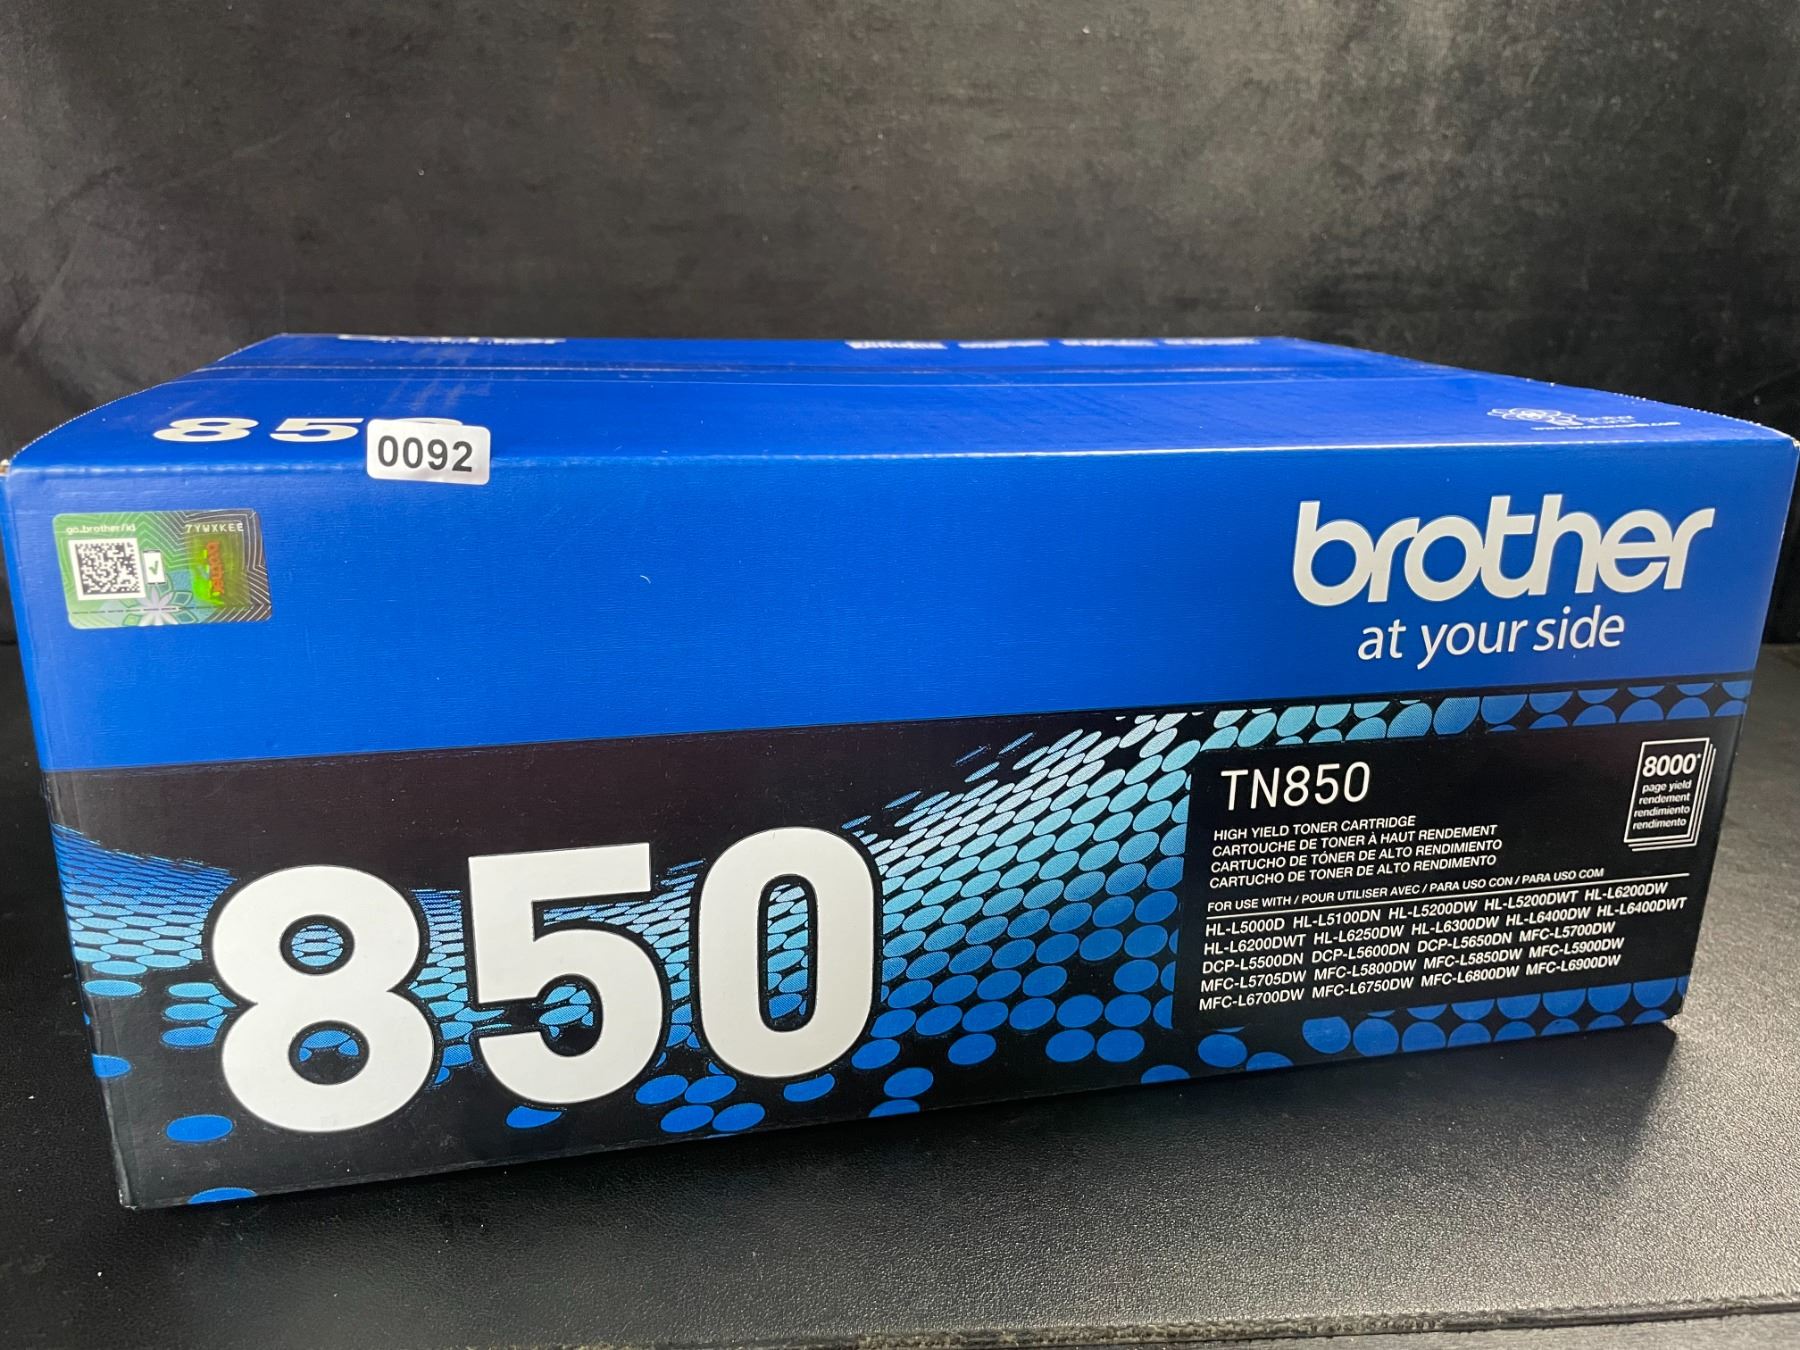 850
0092
go.brother/id
7YWXKEE
brother
at your side
850
TN850
8000*
page yield
rendement
rendimiento
rendimento
HIGH YIELD TONER CARTRIDGE
CARTOUCHE DE TONER À HAUT RENDEMENT
CARTUCHO DE TÓNER DE ALTO RENDIMIENTO
CARTUCHO DE TONER DE ALTO RENDIMENTO
FOR USE WITH / POUR UTILISER AVEC / PARA USO CON / PARA USO COM
HL-L5000D HL-L5100DN HL-L5200DW HL-L5200DWT HL-L6200DW
HL-L6200DWT HL-L6250DW HL-L6300DW HL-L6400DW HL-L6400DWT
DCP-L5500DN DCP-L5600DN DCP-L5650DN MFC-L5700DW
MFC-L5705DW MFC-L5800DW MFC-L5850DW MFC-L5900DW
MFC-L6700DW MFC-L6750DW MFC-L6800DW MFC-L6900DW